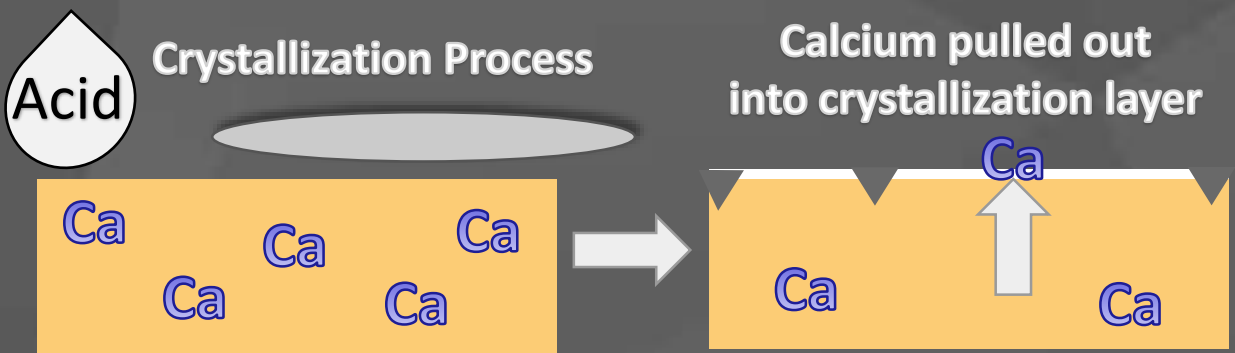 Acid
Crystallization Process
Ca
Ca
Ca
Ca
Ca
Calcium pulled out
into crystallization layer
Ca
Ca
Ca